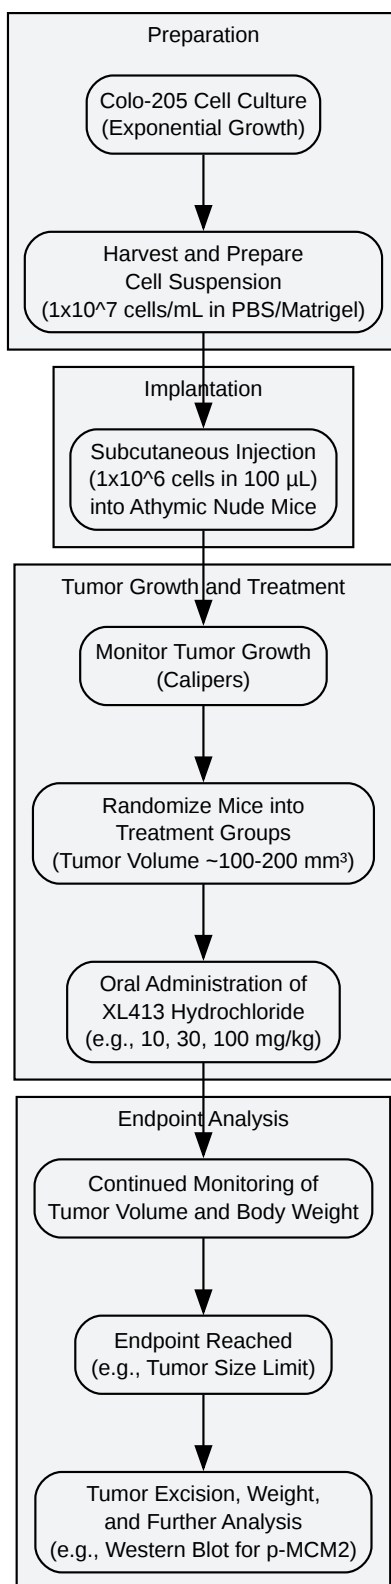 Preparation
Colo-205 Cell Culture
(Exponential Growth)
Harvest and Prepare
Cell Suspension
(1x10^7 cells/mL in PBS/Matrigel)
Implantation
Subcutaneous Injection
(1x10^6 cells in 100 µL)
into Athymic Nude Mice
Tumor Growth and Treatment
Monitor Tumor Growth
(Calipers)
Randomize Mice into
Treatment Groups
(Tumor Volume ~100-200 mm³)
Oral Administration of
XL413 Hydrochloride
(e.g., 10, 30, 100 mg/kg)
Endpoint Analysis
Continued Monitoring of
Tumor Volume and Body Weight
Endpoint Reached
(e.g., Tumor Size Limit)
Tumor Excision, Weight,
and Further Analysis
(e.g., Western Blot for p-MCM2)